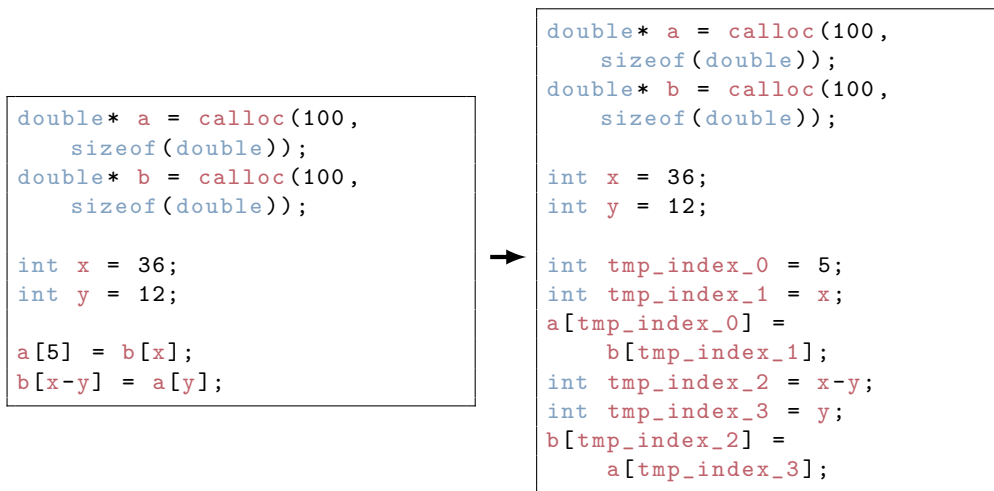 double* a = calloc(100,
    sizeof(double));
double* b = calloc(100,
    sizeof(double));

int x = 36;
int y = 12;

a[5] = b[x];
b[x-y] = a[y];

double* a = calloc(100,
    sizeof(double));
double* b = calloc(100,
    sizeof(double));

int x = 36;
int y = 12;

int tmp_index_0 = 5;
int tmp_index_1 = x;
a[tmp_index_0] =
    b[tmp_index_1];
int tmp_index_2 = x-y;
int tmp_index_3 = y;
b[tmp_index_2] =
    a[tmp_index_3];